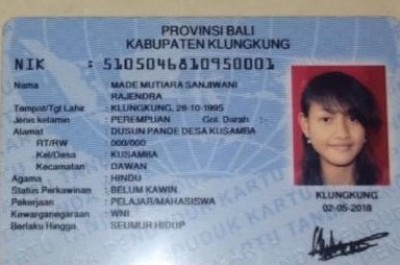 PROVINSI BALI
KABUPATEN KLUNGKUNG
NIK : 5105046810950001
Nama : MADE MUTIARA SANJIWANI
RAJENDRA
Tempat/Tgl Lahir : KLUNGKUNG, 28-10-1995
Jenis kelamin : PEREMPUAN Gol. Darah : -
Alamat : DUSUN PANDE DESA KUSAMBA
RT/RW : 000/000
Kel/Desa : KUSAMBA
Kecamatan : DAWAN
Agama : HINDU
Status Perkawinan : BELUM KAWIN
Pekerjaan : PELAJAR/MAHASISWA
Kewarganegaraan : WNI
Berlaku Hingga : SEUMUR HIDUP
KLUNGKUNG
02-05-2018